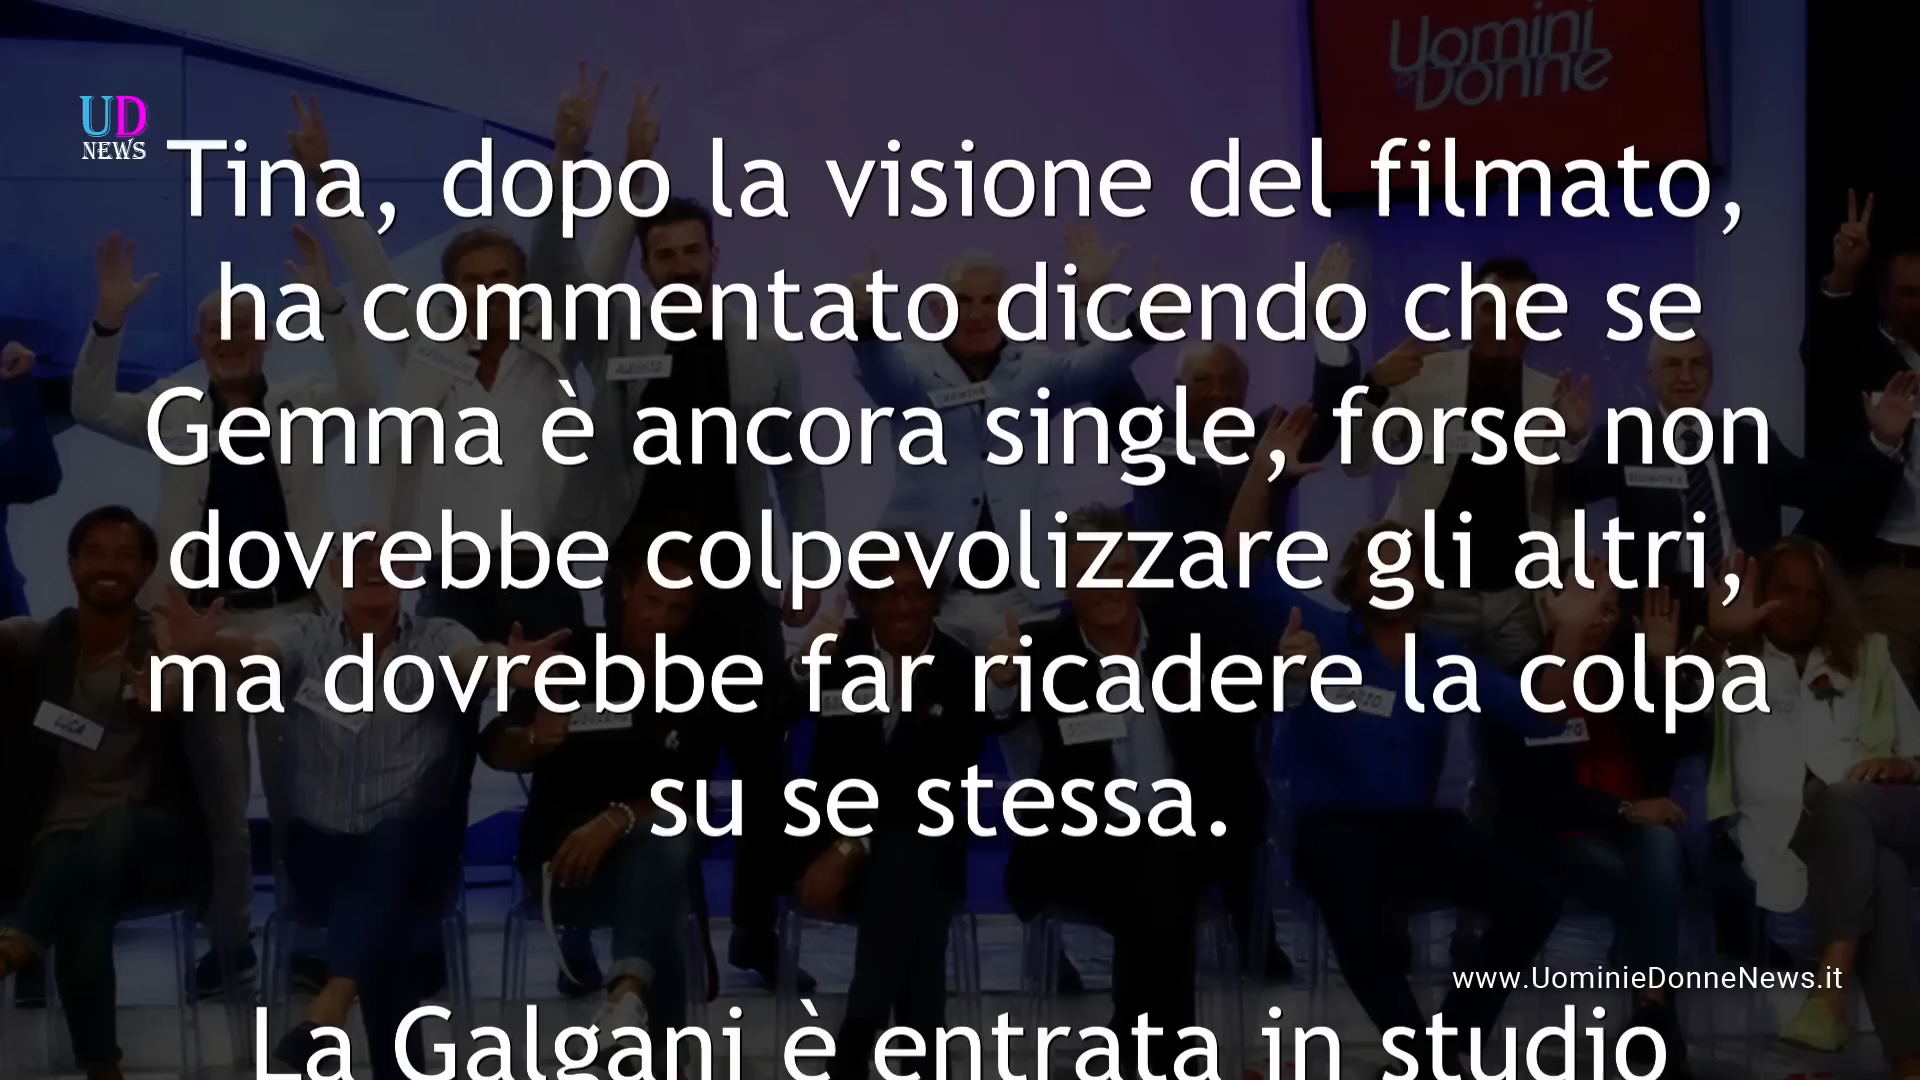 Uomini
e Donne
UD
NEWS
Tina, dopo la visione del filmato,
ha commentato dicendo che se
Gemma è ancora single, forse non
dovrebbe colpevolizzare gli altri,
ma dovrebbe far ricadere la colpa
su se stessa.
www.UominieDonneNews.it
La Galgani è entrata in studio